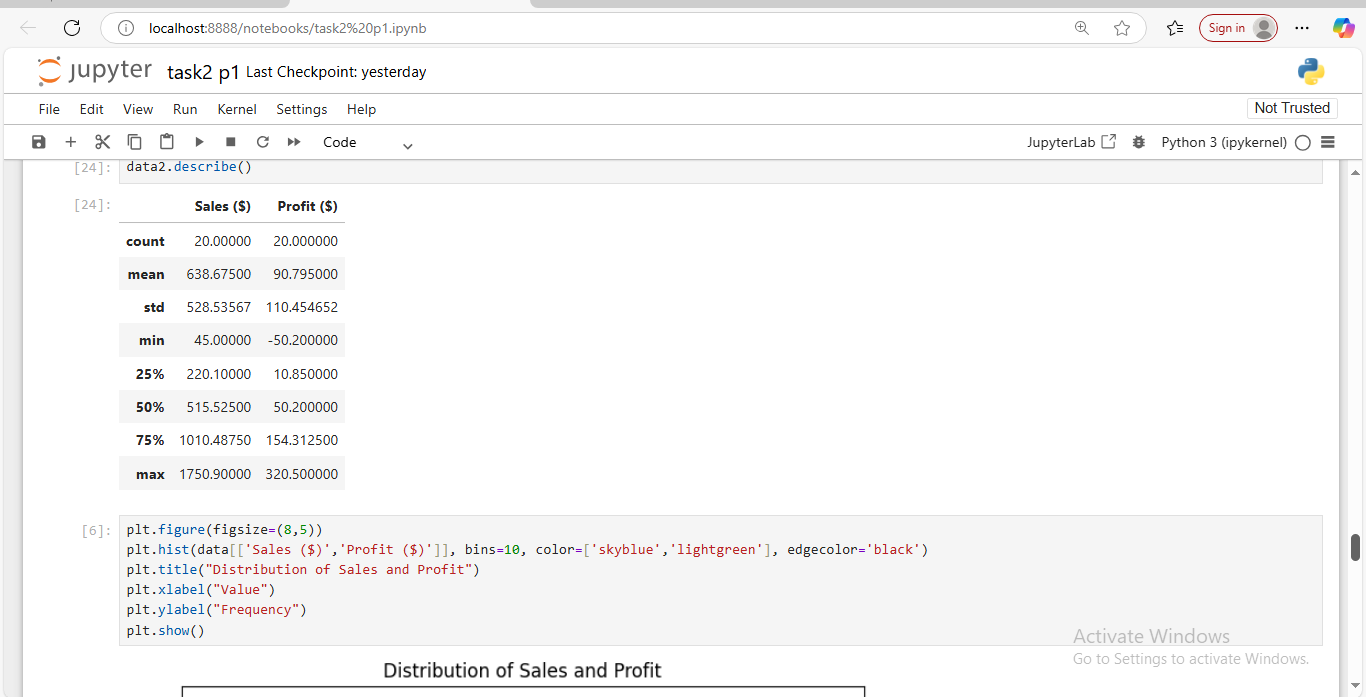 localhost:8888/notebooks/task2%20p1.ipynb
Sign in
jupyter task2 p1 Last Checkpoint: yesterday
File Edit View Run Kernel Settings Help
Not Trusted
Code
JupyterLab
Python 3 (ipykernel)
[24]: data2.describe()
[24]:
Sales ($) Profit ($)
count 20.00000 20.000000
mean 638.67500 90.795000
std 528.53567 110.454652
min 45.00000 -50.200000
25% 220.10000 10.850000
50% 515.52500 50.200000
75% 1010.48750 154.312500
max 1750.90000 320.500000
[6]: plt.figure(figsize=(8,5))
plt.hist(data[['Sales ($)','Profit ($)']], bins=10, color=['skyblue','lightgreen'], edgecolor='black')
plt.title("Distribution of Sales and Profit")
plt.xlabel("Value")
plt.ylabel("Frequency")
plt.show()
Activate Windows
Go to Settings to activate Windows.
Distribution of Sales and Profit